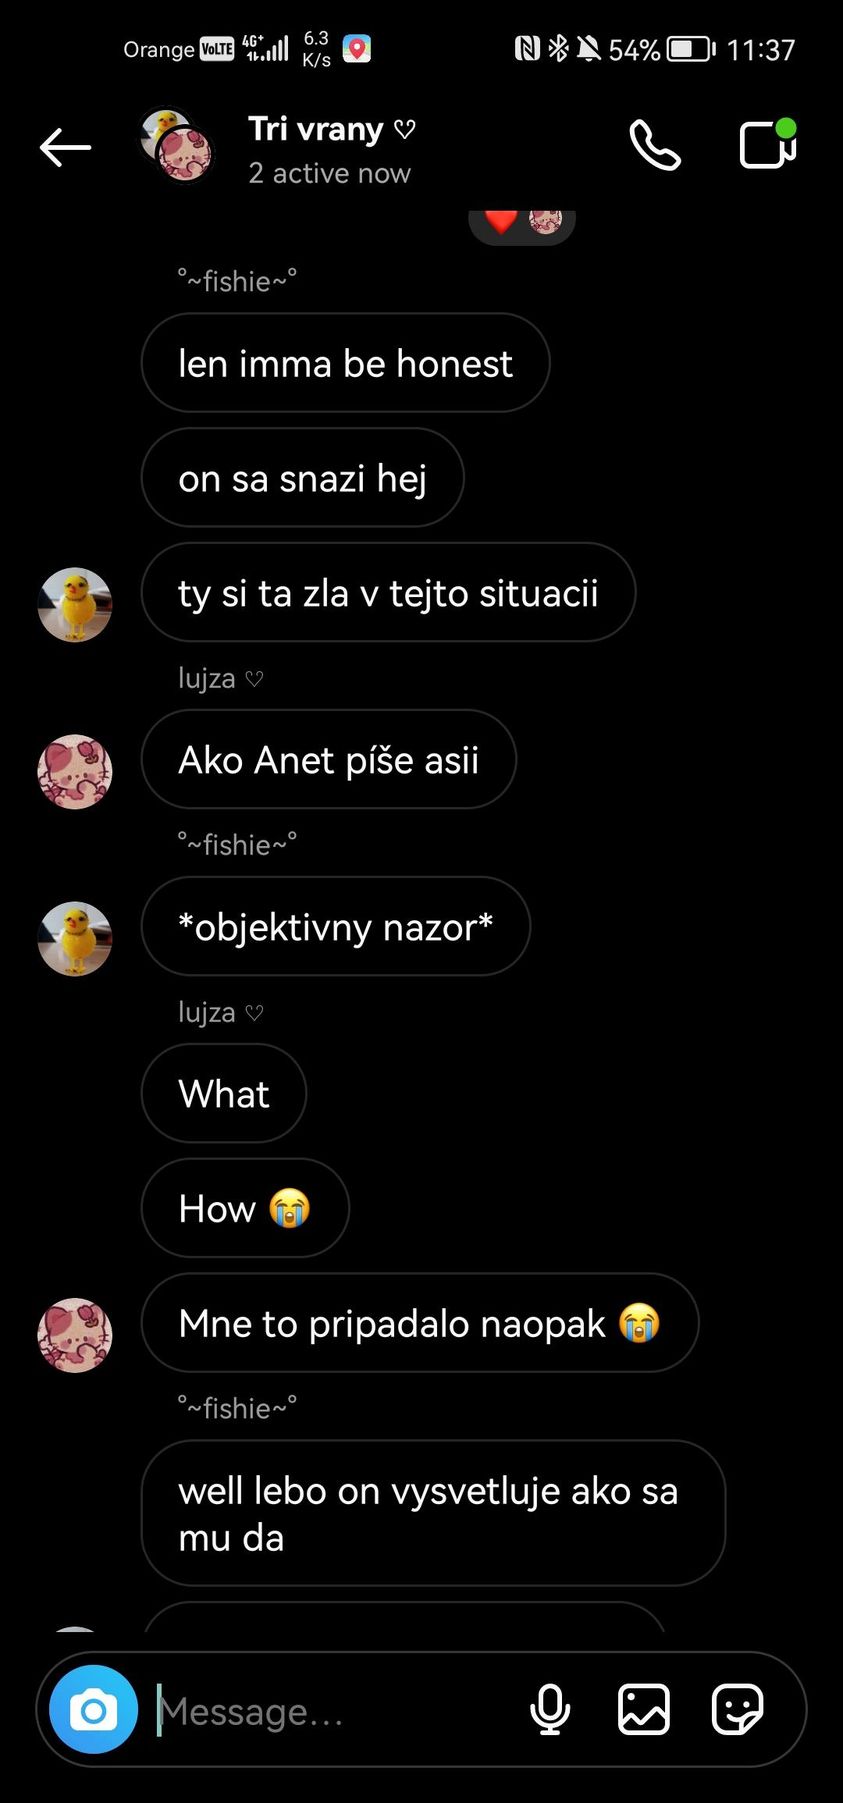 Orange VoLTE 4G+ 6.3 K/s 54% 11:37
Tri vrany ♡
2 active now
°~fishie~°
len imma be honest
on sa snazi hej
ty si ta zla v tejto situacii
lujza ♡
Ako Anet píše asii
°~fishie~°
*objektivny nazor*
lujza ♡
What
How 😭
Mne to pripadalo naopak 😭
°~fishie~°
well lebo on vysvetluje ako sa
mu da
Message...